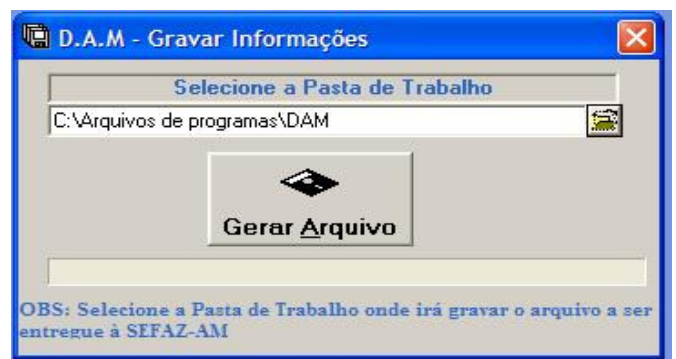 D.A.M - Gravar Informações
Selecione a Pasta de Trabalho
C:\Arquivos de programas\DAM
Gerar Arquivo
OBS: Selecione a Pasta de Trabalho onde irá gravar o arquivo a ser
entregue à SEFAZ-AM